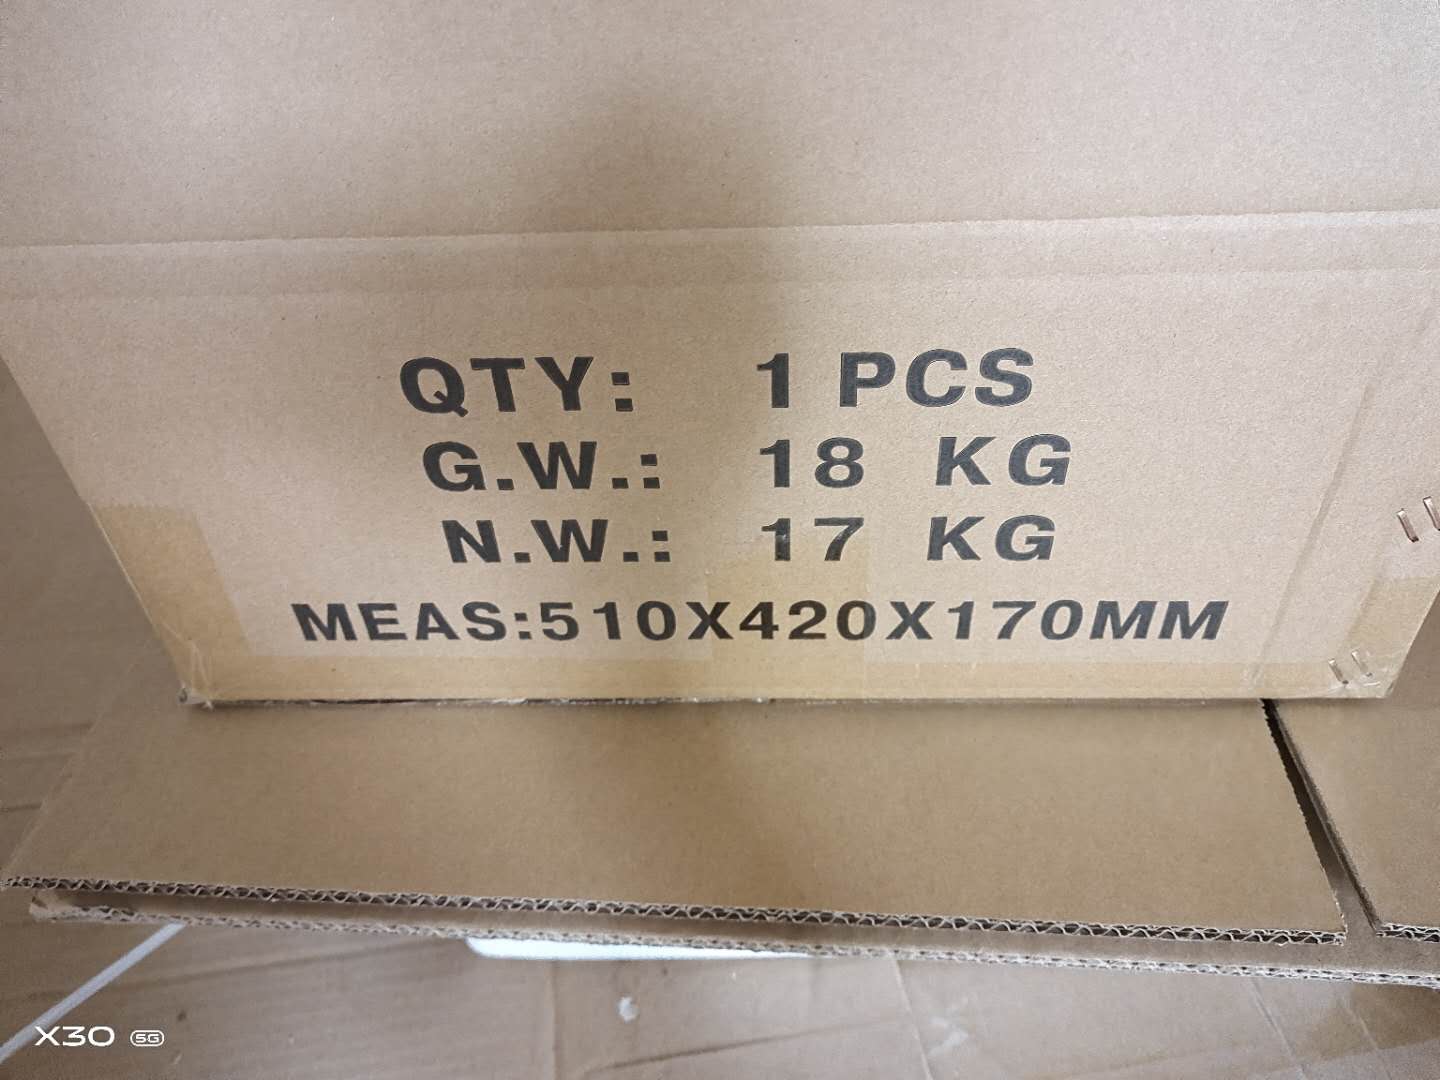 QTY: 1 PCS
G.W.: 18 KG
N.W.: 17 KG
MEAS:510X420X170MM
X30 5G